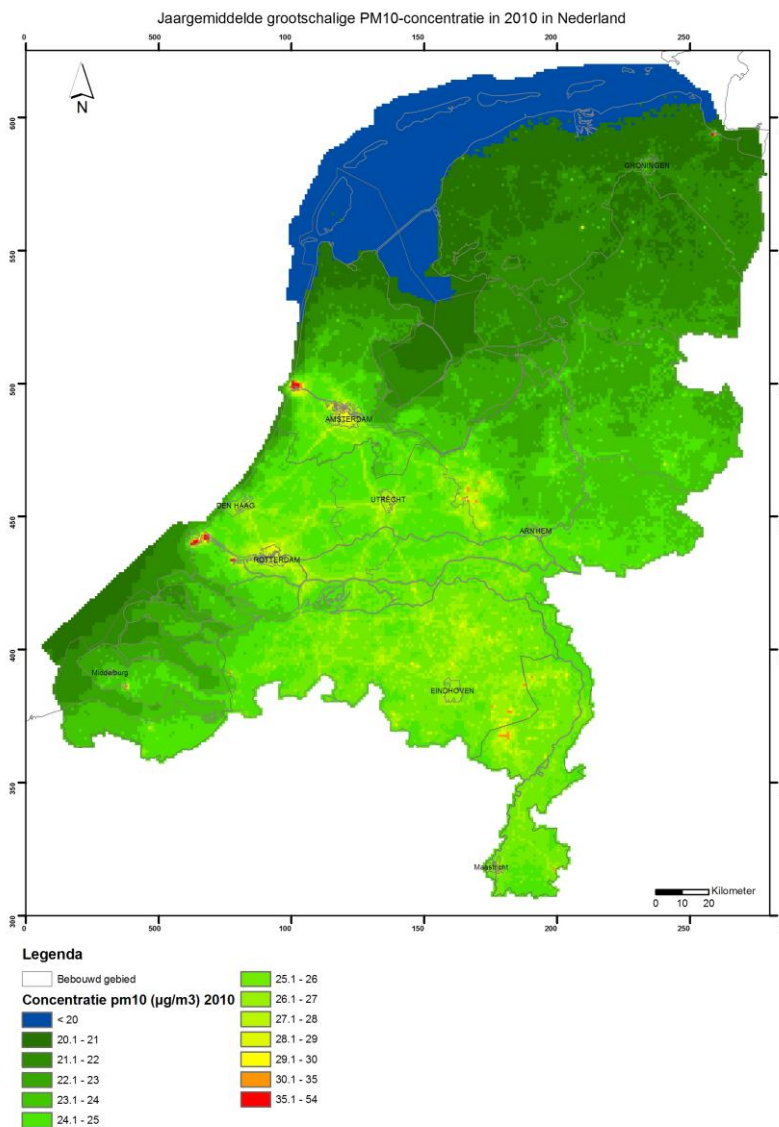 Jaargemiddelde grootschalige PM10-concentratie in 2010 in Nederland
N
600
550
500
450
400
350
300
GRONINGEN
AMSTERDAM
DEN HAAG
UTRECHT
ARNHEM
ROTTERDAM
Middelburg
EINDHOVEN
Maastricht
Kilometer
0 10 20
0 500 100 150 200 250
Legenda
Bebouwd gebied
Concentratie pm10 (µg/m3) 2010
< 20
20.1 - 21
21.1 - 22
22.1 - 23
23.1 - 24
24.1 - 25
25.1 - 26
26.1 - 27
27.1 - 28
28.1 - 29
29.1 - 30
30.1 - 35
35.1 - 54